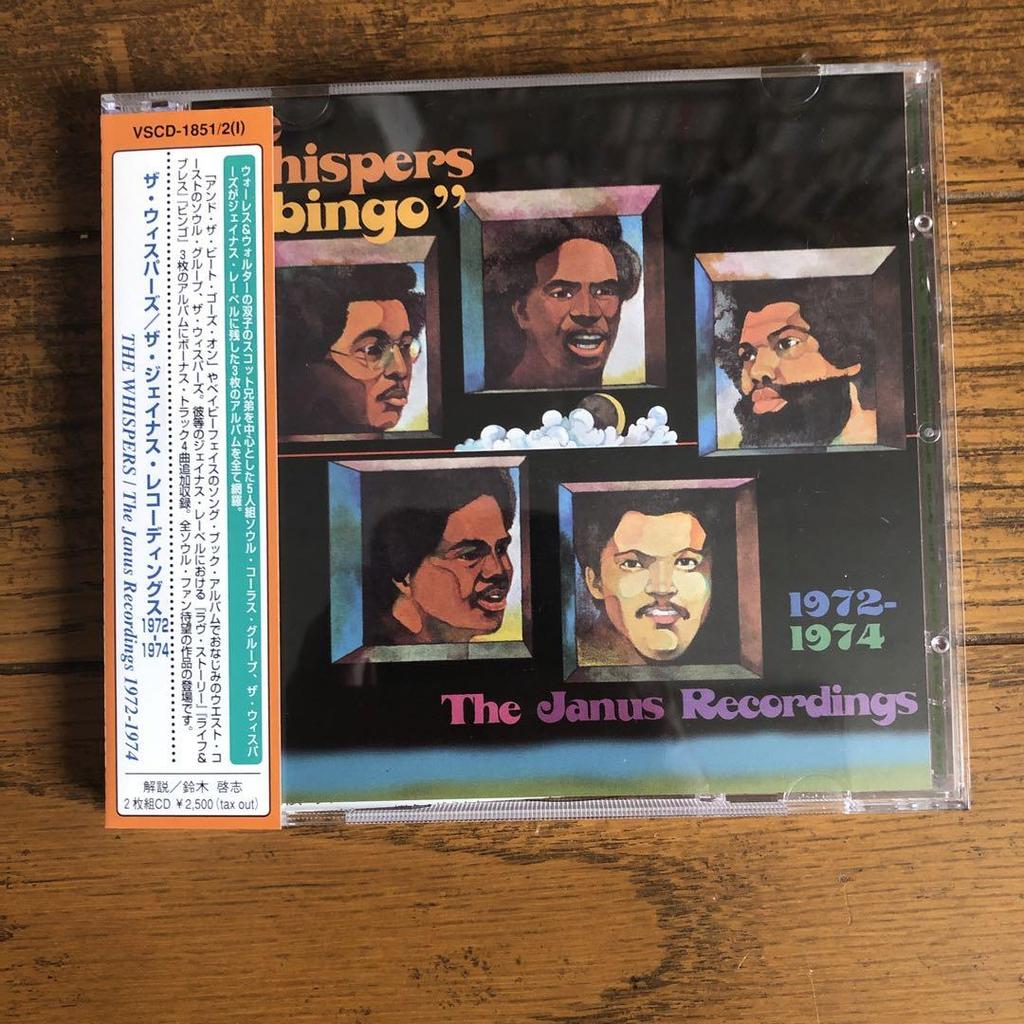 VSCD-1851/2(I)
ウォーレス&ウォルターの双子のスコット兄弟を中心とした5人組ソウル・コーラス・グループ、ザ・ウィスパ
ーズがジェイナス・レーベルに残した3枚のアルバムを全て網羅。
「アンド・ザ・ビート・ゴーズ・オン」やベイビーフェイスのソング・ブック・アルバムでおなじみのウエスト・コ
ーストのソウル・グループ、ザ・ウィスパーズ。彼等のジェイナス・レーベルにおける「ラヴ・ストーリー」「ライフ&
ブレス」「ビンゴ」3枚のアルバムにボーナス・トラック4曲追加収録。全ソウル・ファン待望の作品の登場です。
ザ・ウィスパーズ/ザ・ジェイナス・レコーディングス1972-1974
THE WHISPERS / The Janus Recordings 1972-1974
解説/鈴木 啓志
2枚組CD ¥2,500(tax out)
hispers
bingo”
1972-
1974
The Janus Recordings